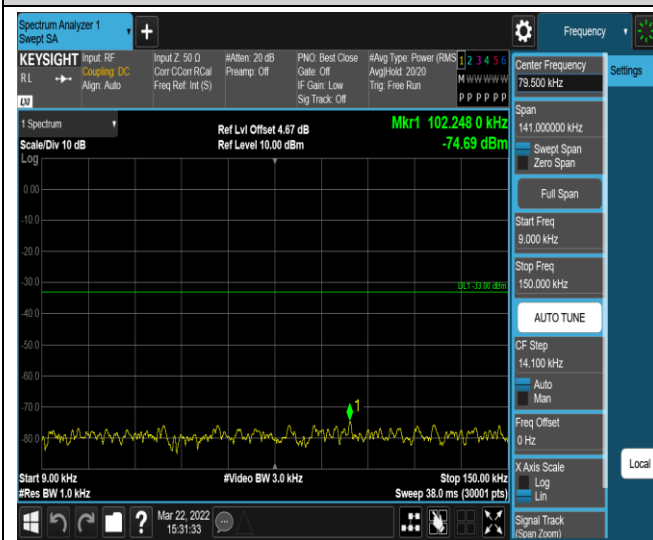 Spectrum Analyzer 1
Swept SA
+
Frequency
KEYSIGHT
RL
LXI
Input: RF
Coupling: DC
Align: Auto
Input Z: 50 Ω
Corr CCorr RCal
Freq Ref: Int (S)
#Atten: 20 dB
Preamp: Off
PNO: Best Close
Gate: Off
IF Gain: Low
Sig Track: Off
#Avg Type: Power (RMS
Avg|Hold: 20/20
Trig: Free Run
1 2 3 4 5 6
M W W W W W
P P P P P P
1 Spectrum
Scale/Div 10 dB
Log
Ref Lvl Offset 4.67 dB
Ref Level 10.00 dBm
Mkr1 102.248 0 kHz
-74.69 dBm
0.00
-10.0
-20.0
-30.0
DL1 -33.00 dBm
-40.0
-50.0
-60.0
-70.0
1
-80.0
Start 9.00 kHz
#Res BW 1.0 kHz
#Video BW 3.0 kHz
Stop 150.00 kHz
Sweep 38.0 ms (30001 pts)
?
Mar 22, 2022
15:31:33
Center Frequency
79.500 kHz
Settings
Span
141.000000 kHz
Swept Span
Zero Span
Full Span
Start Freq
9.000 kHz
Stop Freq
150.000 kHz
AUTO TUNE
CF Step
14.100 kHz
Auto
Man
Freq Offset
0 Hz
X Axis Scale
Log
Lin
Local
Signal Track
(Span Zoom)